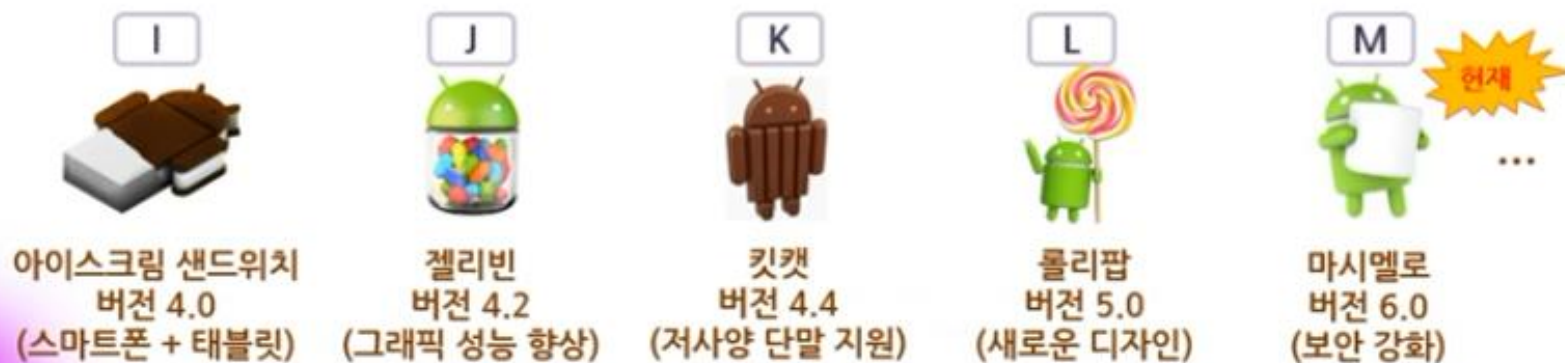 I
J
K
L
M
현재
...
아이스크림 샌드위치
버전 4.0
(스마트폰 + 태블릿)
젤리빈
버전 4.2
(그래픽 성능 향상)
킷캣
버전 4.4
(저사양 단말 지원)
롤리팝
버전 5.0
(새로운 디자인)
마시멜로
버전 6.0
(보안 강화)